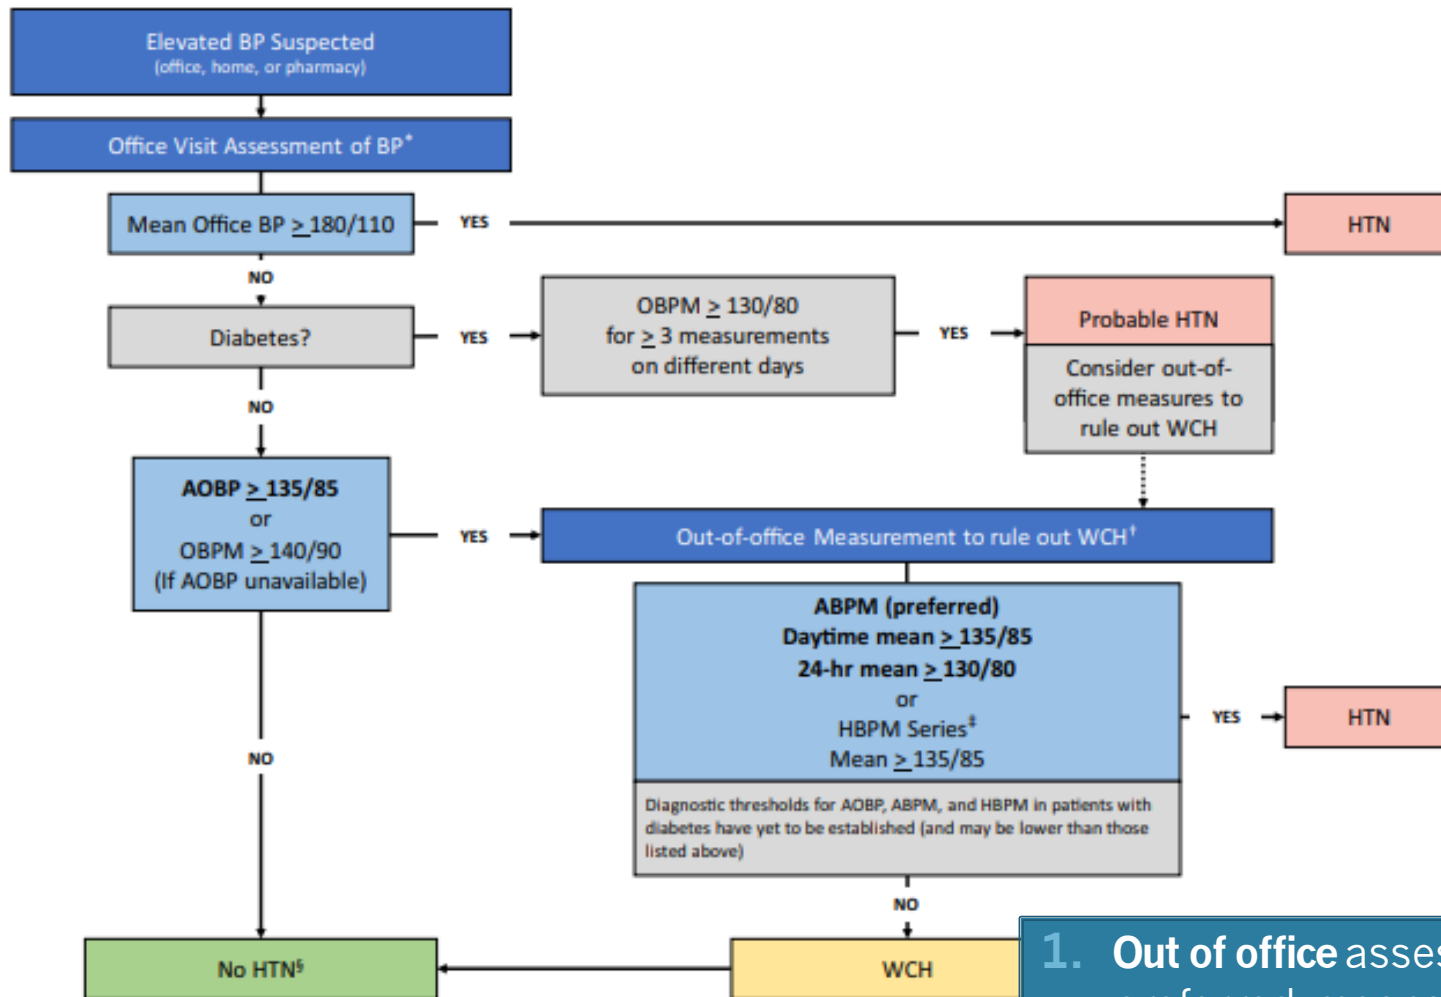 Elevated BP Suspected
(office, home, or pharmacy)
Office Visit Assessment of BP*
Mean Office BP ≥ 180/110
YES
HTN
NO
Diabetes?
YES
OBPM ≥ 130/80
for ≥ 3 measurements
on different days
YES
Probable HTN
Consider out-of-
office measures to
rule out WCH
NO
AOBP ≥ 135/85
or
OBPM ≥ 140/90
(If AOBP unavailable)
YES
Out-of-office Measurement to rule out WCH†
ABPM (preferred)
Daytime mean ≥ 135/85
24-hr mean ≥ 130/80
or
HBPM Series‡
Mean ≥ 135/85
YES
HTN
Diagnostic thresholds for AOBP, ABPM, and HBPM in patients with
diabetes have yet to be established (and may be lower than those
listed above)
NO
NO
No HTN§
WCH
1. Out of office asses